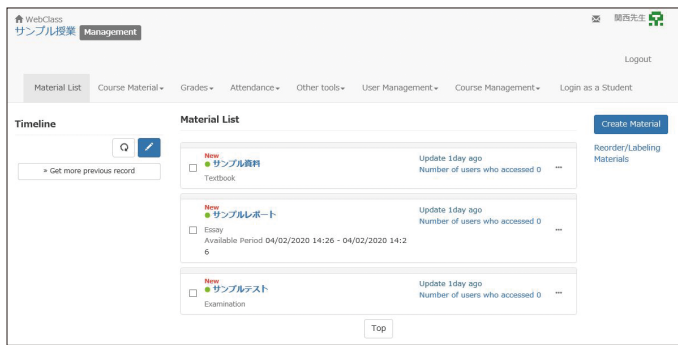 WebClass
サンプル授業 Management
関西先生
Logout
Material List Course Material Grades Attendance Other tools User Management Course Management Login as a Student
Timeline
» Get more previous record
Material List
New
サンプル資料
Textbook
Update 1day ago
Number of users who accessed 0
New
サンプルレポート
Essay
Available Period 04/02/2020 14:26 - 04/02/2020 14:2
6
Update 1day ago
Number of users who accessed 0
New
サンプルテスト
Examination
Update 1day ago
Number of users who accessed 0
Top
Create Material
Reorder/Labeling
Materials